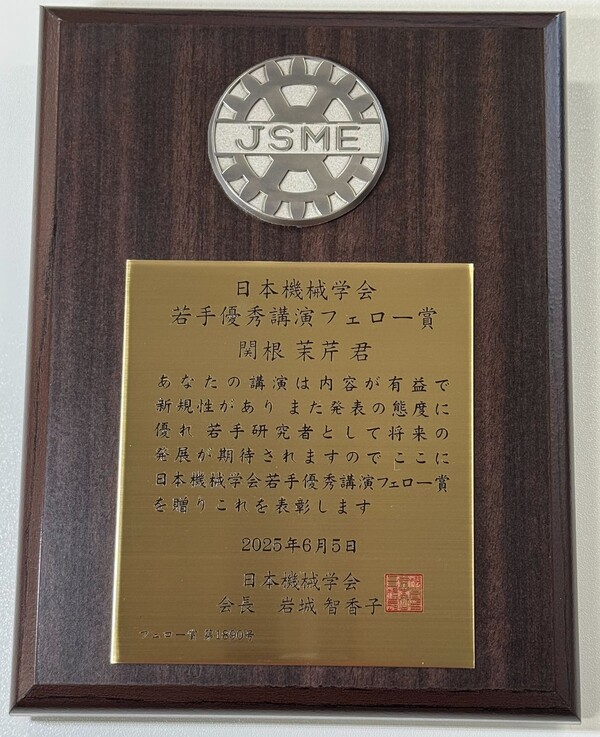 JSME
日本機械学会
若手優秀講演フェロー賞
関根 茉芹 君
あなたの講演は内容が有益で
新規性があり また発表の態度に
優れ 若手研究者として将来の
発展が期待されますので ここに
日本機械学会若手優秀講演フェロー賞
を贈りこれを表彰します
2025年6月5日
日本機械学会
会長 岩城 智香子
フェロー賞